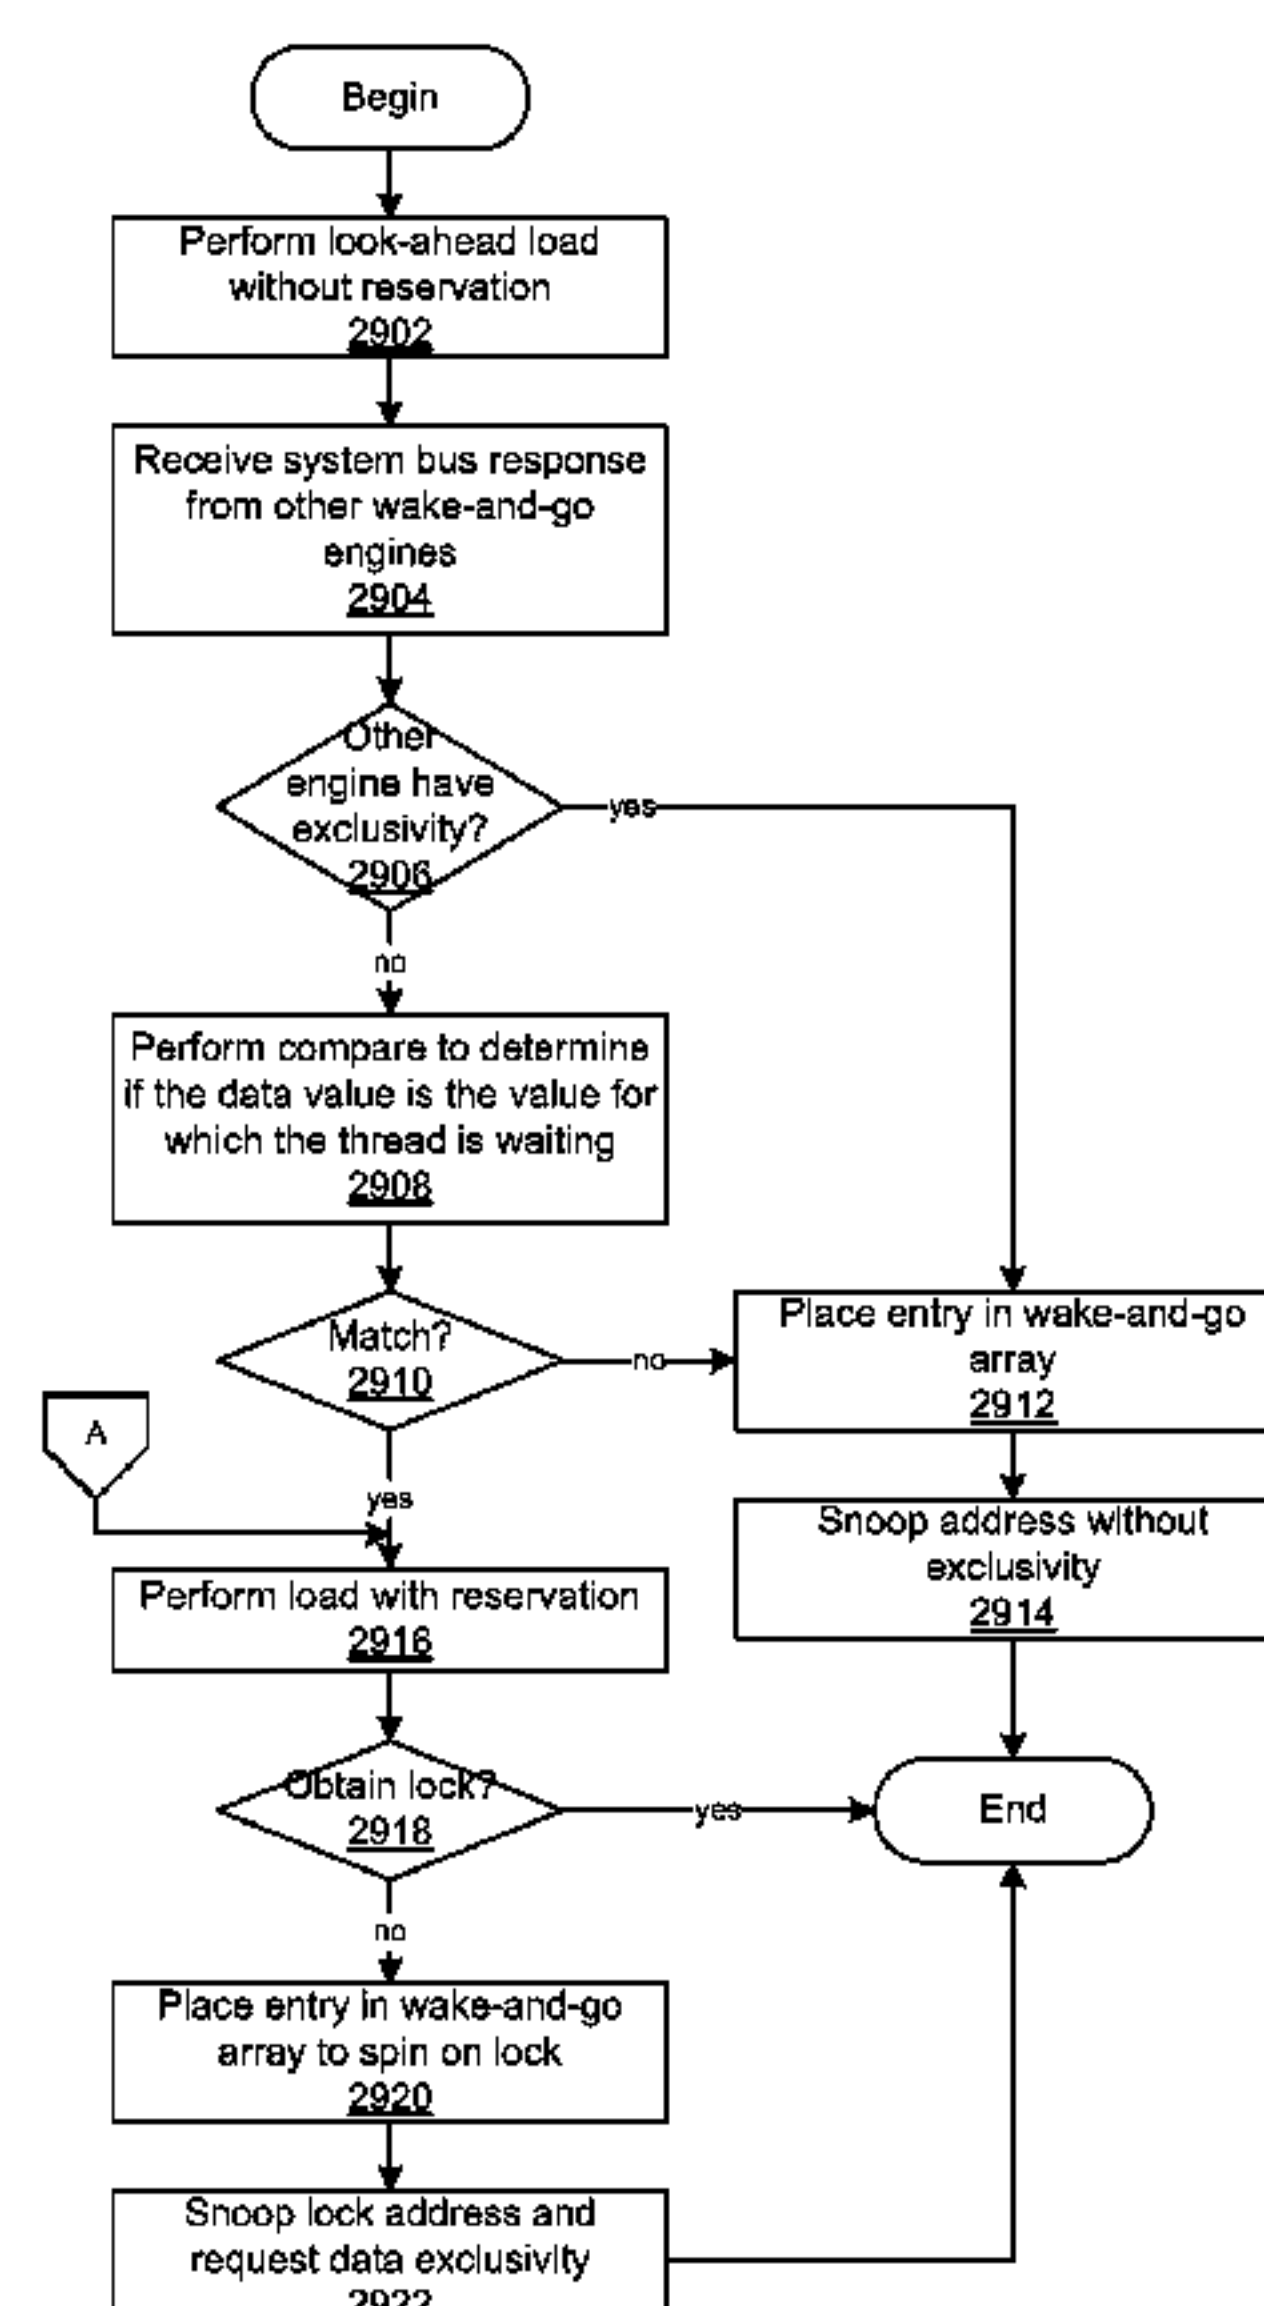 Begin
Perform look-ahead load
without reservation
2902
Receive system bus response
from other wake-and-go
engines
2904
Other
engine have
exclusivity?
2906
yes
no
Perform compare to determine
if the data value is the value for
which the thread is waiting
2908
Match?
2910
no
Place entry in wake-and-go
array
2912
A
yes
Snoop address without
exclusivity
2914
Perform load with reservation
2916
Obtain lock?
2918
yes
End
no
Place entry in wake-and-go
array to spin on lock
2920
Snoop lock address and
request data exclusivity
2922